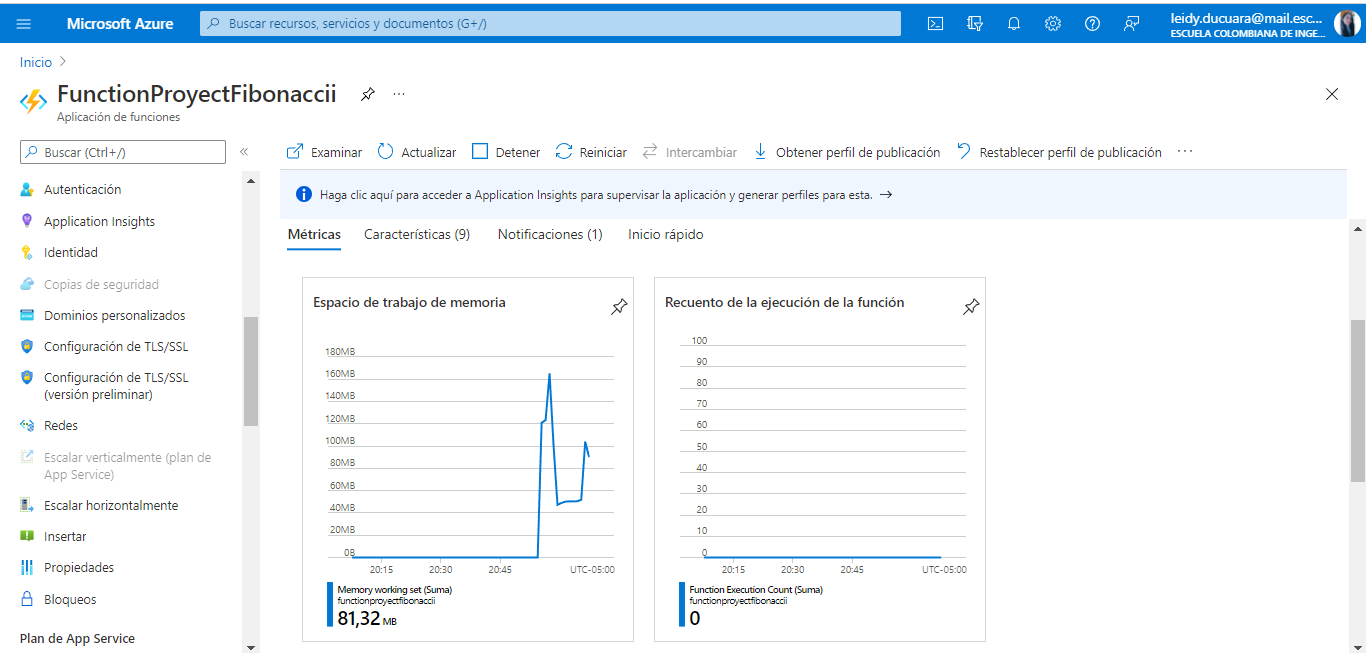 Microsoft Azure
Buscar recursos, servicios y documentos (G+/)
leidy.ducuara@mail.esc...
ESCUELA COLOMBIANA DE INGE...
Inicio
FunctionProyectFibonaccii
...
Aplicación de funciones
Buscar (Ctrl+/)
Autenticación
Application Insights
Identidad
Copias de seguridad
Dominios personalizados
Configuración de TLS/SSL
Configuración de TLS/SSL
(versión preliminar)
Redes
Escalar verticalmente (plan de
App Service)
Escalar horizontalmente
Insertar
Propiedades
Bloqueos
Plan de App Service
Examinar Actualizar Detener Reiniciar Intercambiar Obtener perfil de publicación Restablecer perfil de publicación ...
Haga clic aquí para acceder a Application Insights para supervisar la aplicación y generar perfiles para esta. →
Métricas Características (9) Notificaciones (1) Inicio rápido
Espacio de trabajo de memoria
180MB
160MB
140MB
120MB
100MB
80MB
60MB
40MB
20MB
0B
20:15 20:30 20:45 UTC-05:00
Memory working set (Suma)
functionproyectfibonaccii
81,32 MB
Recuento de la ejecución de la función
100
90
80
70
60
50
40
30
20
10
0
20:15 20:30 20:45 UTC-05:00
Function Execution Count (Suma)
functionproyectfibonaccii
0